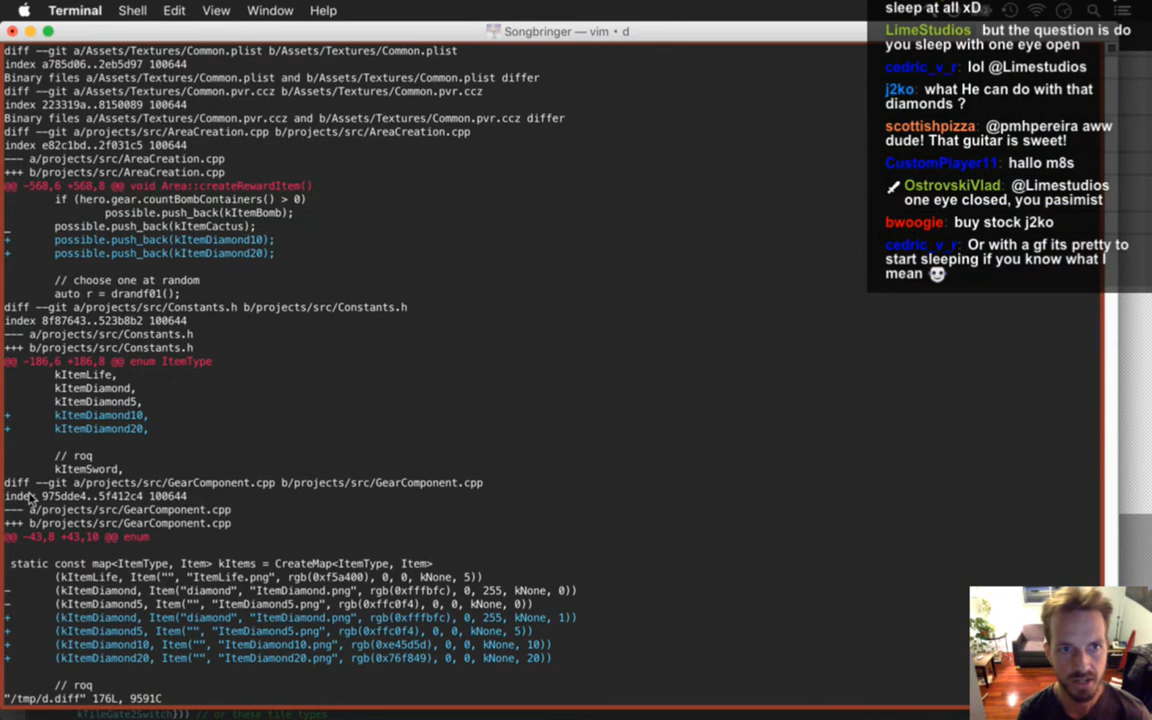 Terminal Shell Edit View Window Help
Songbringer — vim • d
diff --git a/Assets/Textures/Common.plist b/Assets/Textures/Common.plist
index a785d06..2eb5d97 100644
Binary files a/Assets/Textures/Common.plist and b/Assets/Textures/Common.plist differ
diff --git a/Assets/Textures/Common.pvr.ccz b/Assets/Textures/Common.pvr.ccz
index 223319a..8150089 100644
Binary files a/Assets/Textures/Common.pvr.ccz and b/Assets/Textures/Common.pvr.ccz differ
diff --git a/projects/src/AreaCreation.cpp b/projects/src/AreaCreation.cpp
index e82c1bd..2f031c5 100644
--- a/projects/src/AreaCreation.cpp
+++ b/projects/src/AreaCreation.cpp
@@ -568,6 +568,8 @@ void Area::createRewardItem()
if (hero.gear.countBombContainers() > 0)
possible.push_back(kItemBomb);
possible.push_back(kItemCactus);
+ possible.push_back(kItemDiamond10);
+ possible.push_back(kItemDiamond20);
// choose one at random
auto r = drandf01();
diff --git a/projects/src/Constants.h b/projects/src/Constants.h
index 8f87643..523b8b2 100644
--- a/projects/src/Constants.h
+++ b/projects/src/Constants.h
@@ -186,6 +186,8 @@ enum ItemType
kItemLife,
kItemDiamond,
kItemDiamond5,
+ kItemDiamond10,
+ kItemDiamond20,
// roq
kItemSword,
diff --git a/projects/src/GearComponent.cpp b/projects/src/GearComponent.cpp
index 975dde4..5f412c4 100644
--- a/projects/src/GearComponent.cpp
+++ b/projects/src/GearComponent.cpp
@@ -43,8 +43,10 @@ enum
static const map<ItemType, Item> kItems = CreateMap<ItemType, Item>
(kItemLife, Item("", "ItemLife.png", rgb(0xf5a400), 0, 0, kNone, 5))
- (kItemDiamond, Item("diamond", "ItemDiamond.png", rgb(0xfffbfc), 0, 255, kNone, 0))
- (kItemDiamond5, Item("", "ItemDiamond5.png", rgb(0xffc0f4), 0, 0, kNone, 0))
+ (kItemDiamond, Item("diamond", "ItemDiamond.png", rgb(0xfffbfc), 0, 255, kNone, 1))
+ (kItemDiamond5, Item("", "ItemDiamond5.png", rgb(0xffc0f4), 0, 0, kNone, 5))
+ (kItemDiamond10, Item("", "ItemDiamond10.png", rgb(0xe45d5d), 0, 0, kNone, 10))
+ (kItemDiamond20, Item("", "ItemDiamond20.png", rgb(0x76f849), 0, 0, kNone, 20))
// roq
"/tmp/d.diff" 176L, 9591C
kTileGate2Switch})) // or these tile types
sleep at all xD
LimeStudios but the question is do
you sleep with one eye open
cedric_v_r: lol @Limestudios
j2ko: what He can do with that
diamonds ?
scottishpizza: @pmhpereira aww
dude! That guitar is sweet!
CustomPlayer11: hallo m8s
OstrovskiVlad: @Limestudios
one eye closed, you pasimist
bwoogie: buy stock j2ko
cedric_v_r: Or with a gf its pretty to
start sleeping if you know what I
mean